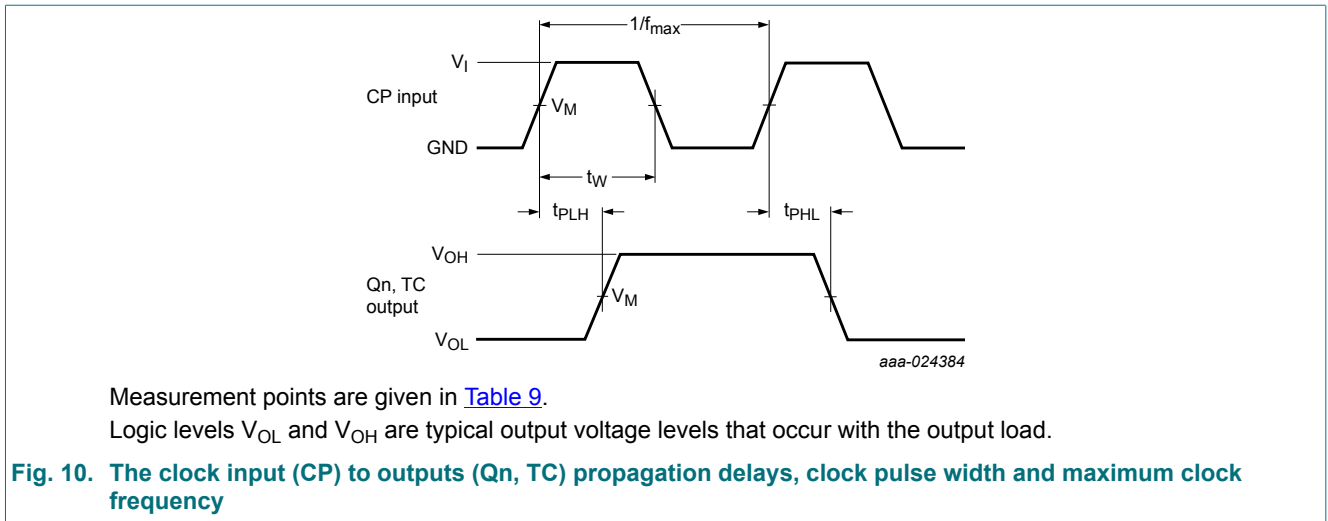 1/fmax
VI
CP input
VM
GND
tW
tPLH
tPHL
VOH
Qn, TC
output
VM
VOL
aaa-024384
Measurement points are given in Table 9.
Logic levels VOL and VOH are typical output voltage levels that occur with the output load.
Fig. 10. The clock input (CP) to outputs (Qn, TC) propagation delays, clock pulse width and maximum clock
frequency